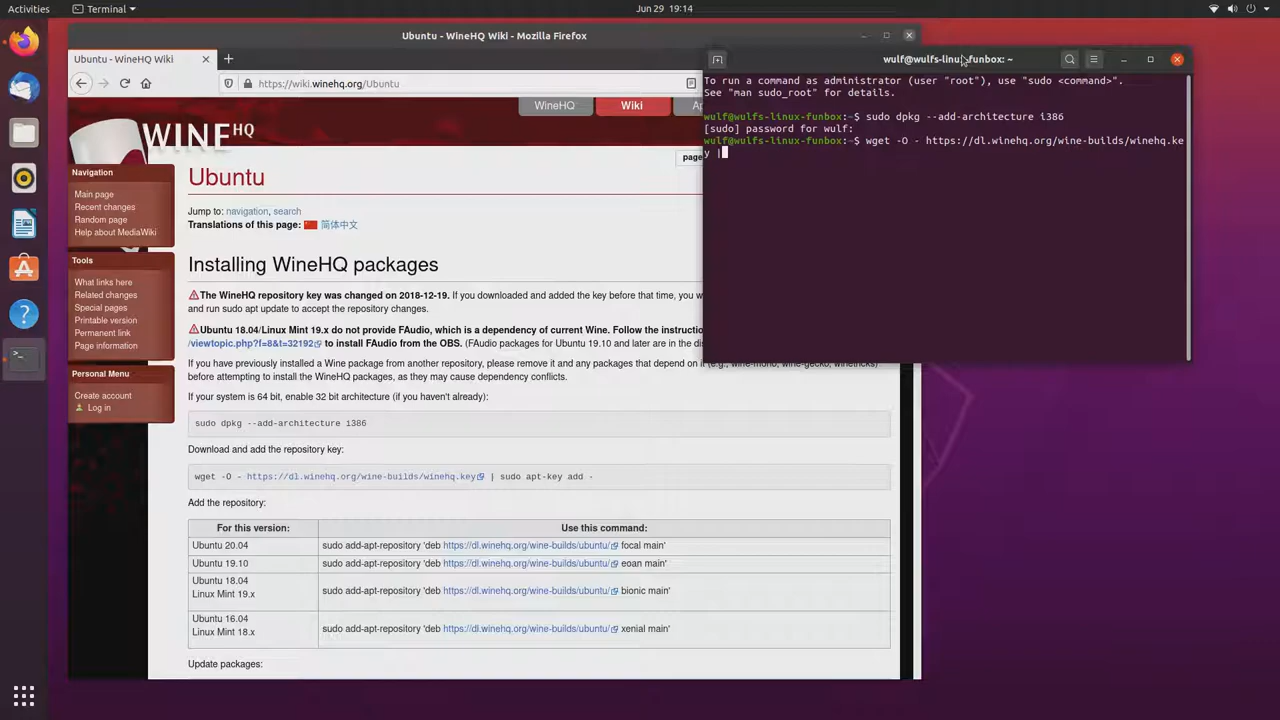 Activities
Terminal
Jun 29 19:14
Ubuntu - WineHQ Wiki - Mozilla Firefox
Ubuntu - WineHQ Wiki
https://wiki.winehq.org/Ubuntu
WINE HQ
WineHQ
Wiki
Ap
page
Navigation
Main page
Recent changes
Random page
Help about MediaWiki
Tools
What links here
Related changes
Special pages
Printable version
Permanent link
Page information
Personal Menu
Create account
Log in
Ubuntu
Jump to: navigation, search
Translations of this page: 简体中文
Installing WineHQ packages
The WineHQ repository key was changed on 2018-12-19. If you downloaded and added the key before that time, you w
and run sudo apt update to accept the repository changes.
Ubuntu 18.04/Linux Mint 19.x do not provide FAudio, which is a dependency of current Wine. Follow the instructio
/viewtopic.php?f=8&t=32192 to install FAudio from the OBS. (FAudio packages for Ubuntu 19.10 and later are in the dis
If you have previously installed a Wine package from another repository, please remove it and any packages that depend on it (e.g., wine-mono, wine-gecko, winetricks)
before attempting to install the WineHQ packages, as they may cause dependency conflicts.
If your system is 64 bit, enable 32 bit architecture (if you haven't already):
sudo dpkg --add-architecture i386
Download and add the repository key:
wget -O - https://dl.winehq.org/wine-builds/winehq.key | sudo apt-key add -
Add the repository:
For this version: Use this command:
Ubuntu 20.04 sudo add-apt-repository 'deb https://dl.winehq.org/wine-builds/ubuntu/ focal main'
Ubuntu 19.10 sudo add-apt-repository 'deb https://dl.winehq.org/wine-builds/ubuntu/ eoan main'
Ubuntu 18.04
Linux Mint 19.x
sudo add-apt-repository 'deb https://dl.winehq.org/wine-builds/ubuntu/ bionic main'
Ubuntu 16.04
Linux Mint 18.x
sudo add-apt-repository 'deb https://dl.winehq.org/wine-builds/ubuntu/ xenial main'
Update packages:
wulf@wulfs-linux-funbox: ~
To run a command as administrator (user "root"), use "sudo <command>".
See "man sudo_root" for details.
wulf@wulfs-linux-funbox:~$ sudo dpkg --add-architecture i386
[sudo] password for wulf:
wulf@wulfs-linux-funbox:~$ wget -O - https://dl.winehq.org/wine-builds/winehq.ke
y |